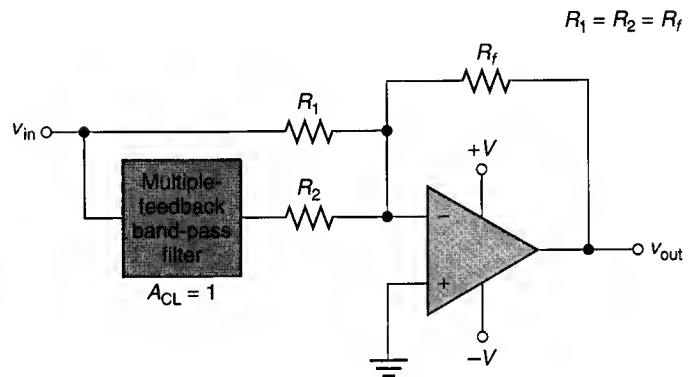 R₁ = R₂ = Rf
Rf
R₁
vin
+V
Multiple-
feedback
band-pass
filter
R₂
−
+
vout
ACL = 1
−V